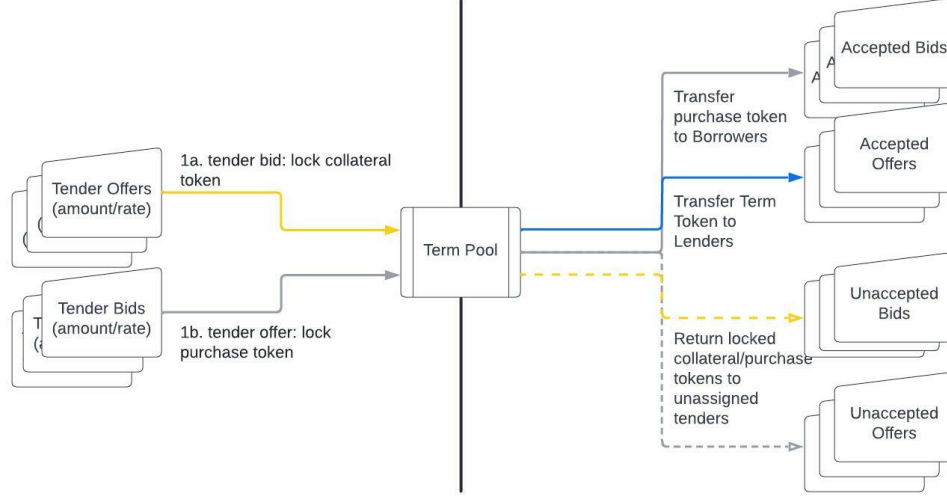 Tender Offers
(amount/rate)
1a. tender bid: lock collateral
token
Tender Bids
(amount/rate)
1b. tender offer: lock
purchase token
Term Pool
Transfer
purchase token
to Borrowers
Transfer Term
Token to
Lenders
Return locked
collateral/purchase
tokens to
unassigned
tenders
Accepted Bids
Accepted
Offers
Unaccepted
Bids
Unaccepted
Offers